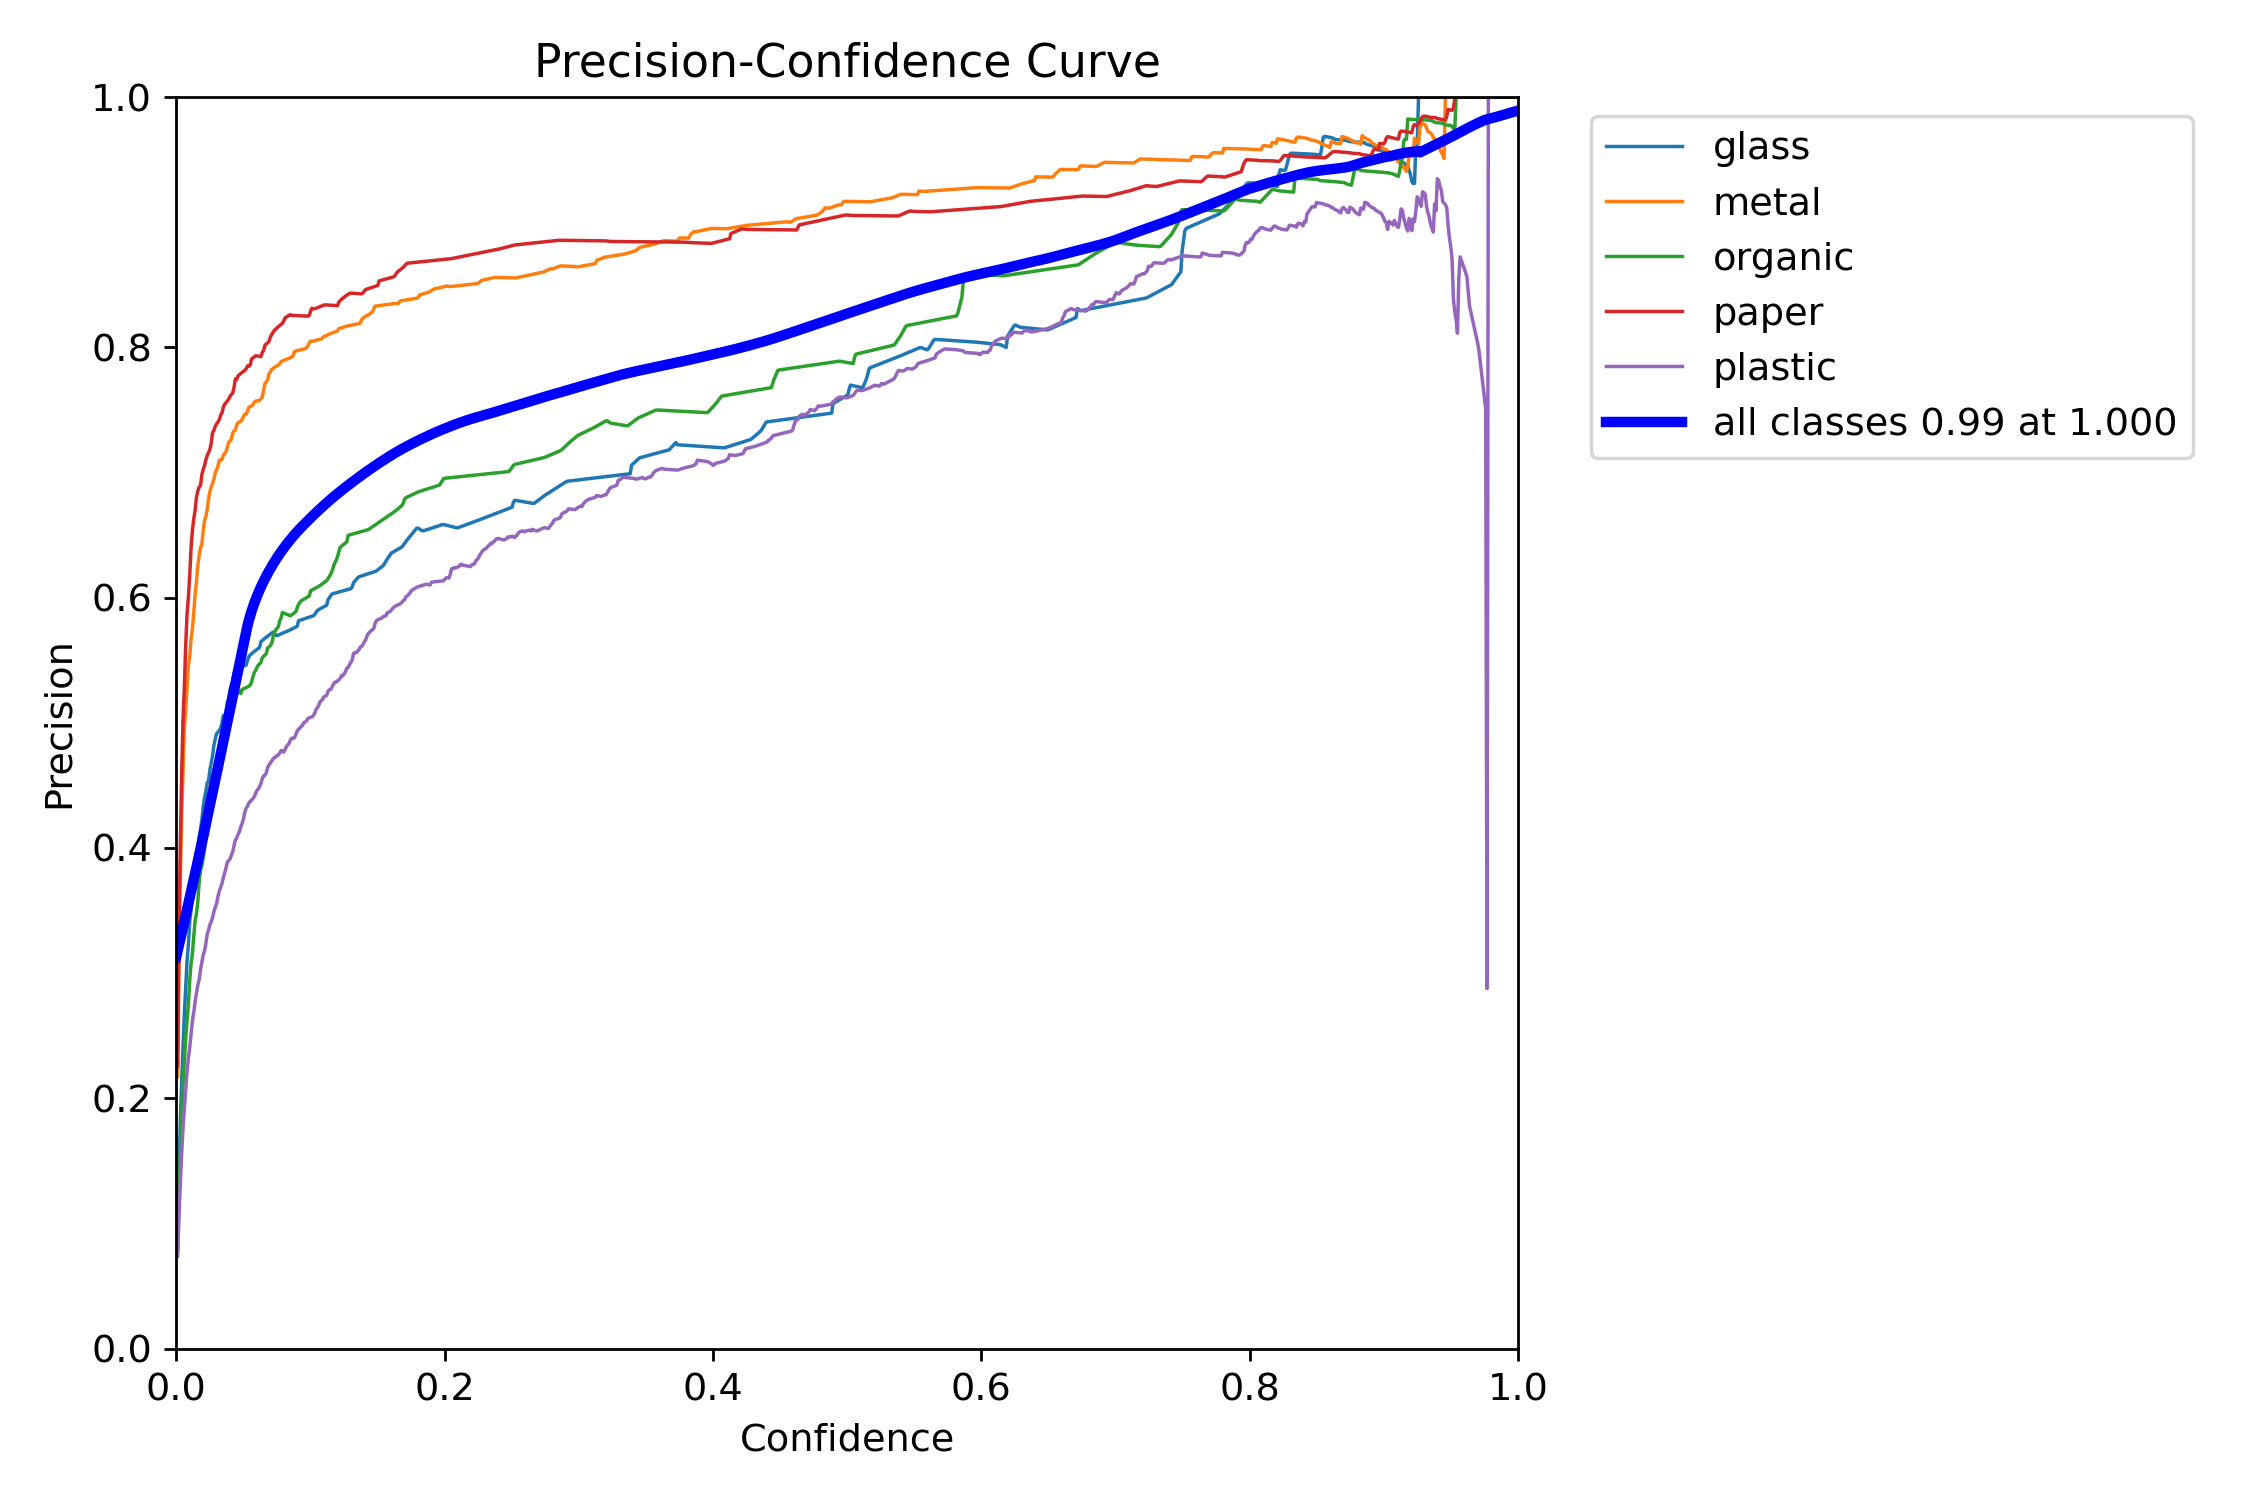 Precision-Confidence Curve
1.0
0.8
0.6
0.4
0.2
0.0
Precision
0.0 0.2 0.4 0.6 0.8 1.0
Confidence
glass
metal
organic
paper
plastic
all classes 0.99 at 1.000